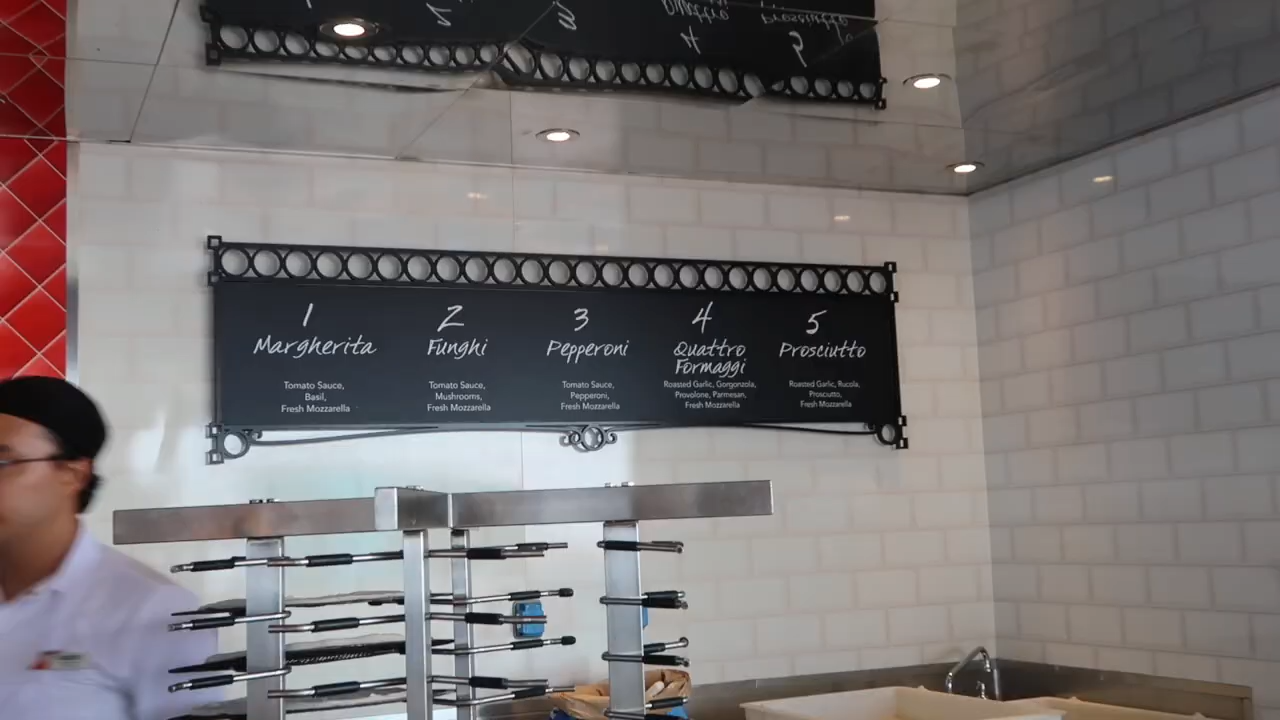 1
Margherita
Tomato Sauce,
Basil,
Fresh Mozzarella
2
Funghi
Tomato Sauce,
Mushrooms,
Fresh Mozzarella
3
Pepperoni
Tomato Sauce,
Pepperoni,
Fresh Mozzarella
4
Quattro
Formaggi
Roasted Garlic, Gorgonzola,
Provolone, Parmesan,
Fresh Mozzarella
5
Prosciutto
Roasted Garlic, Rucola,
Prosciutto,
Fresh Mozzarella